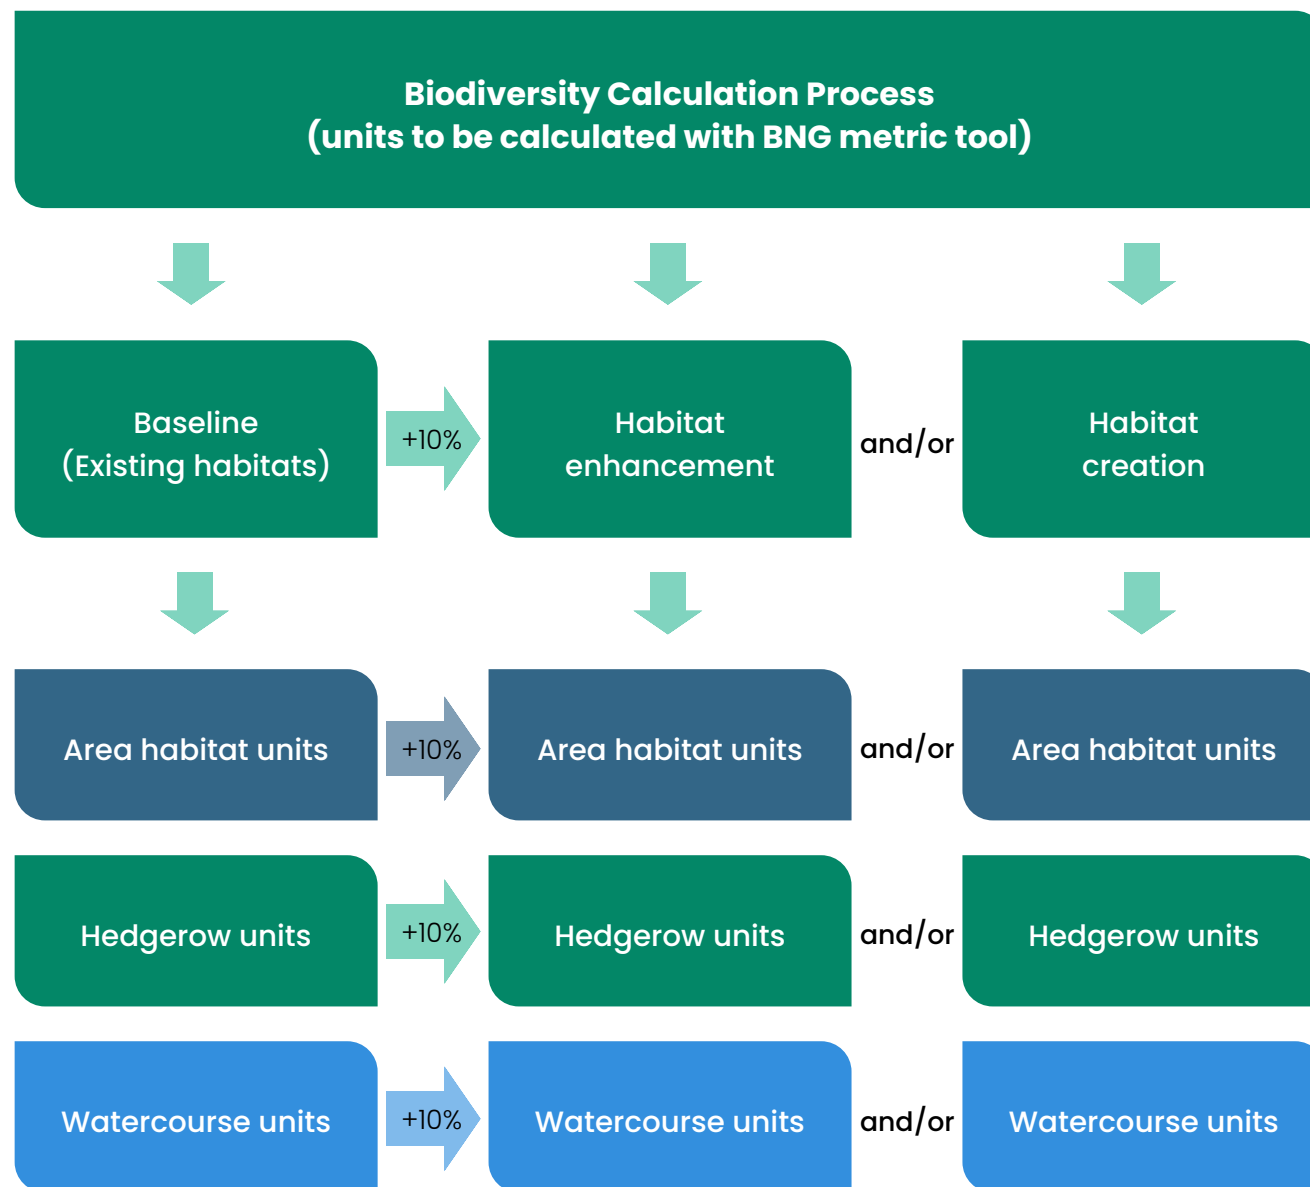 Biodiversity Calculation Process
(units to be calculated with BNG metric tool)
Baseline
(Existing habitats)
+10%
Habitat
enhancement
and/or
Habitat
creation
Area habitat units
+10%
Area habitat units
and/or
Area habitat units
Hedgerow units
+10%
Hedgerow units
and/or
Hedgerow units
Watercourse units
+10%
Watercourse units
and/or
Watercourse units